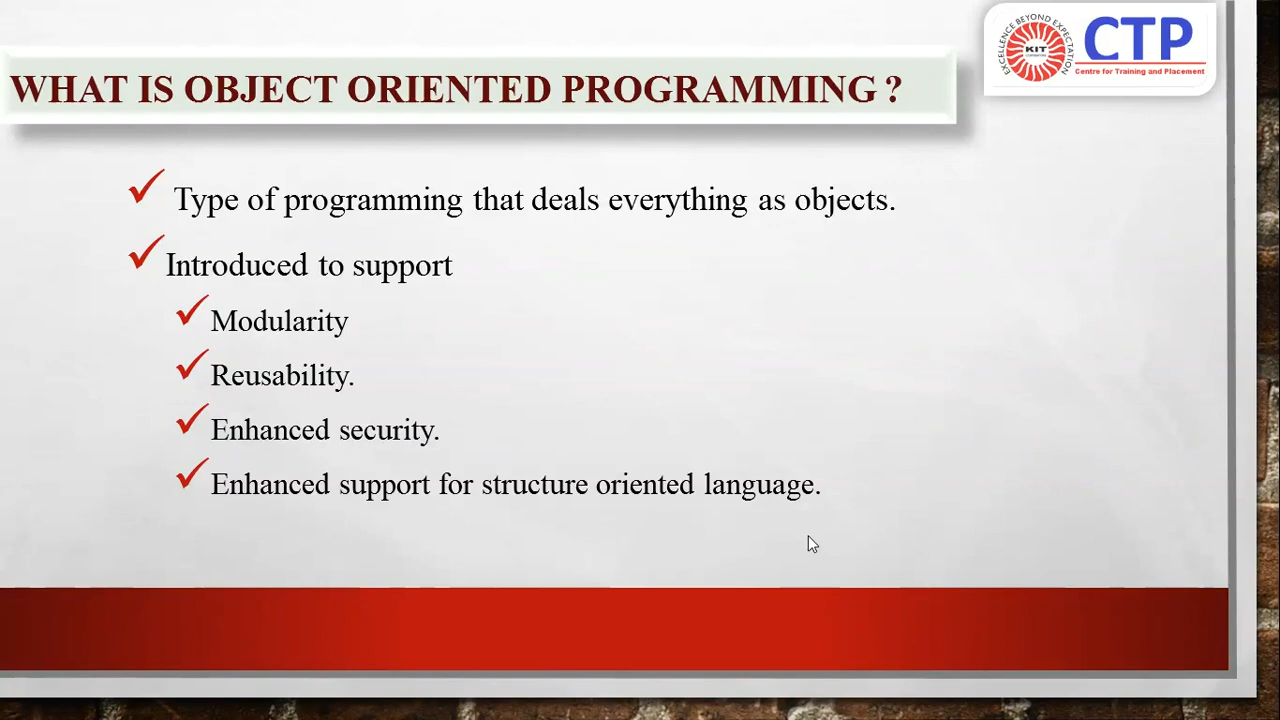 WHAT IS OBJECT ORIENTED PROGRAMMING ?
EXCELLENCE BEYOND EXPECTATION
KIT
CTP
Centre for Training and Placement
Type of programming that deals everything as objects.
Introduced to support
Modularity
Reusability.
Enhanced security.
Enhanced support for structure oriented language.